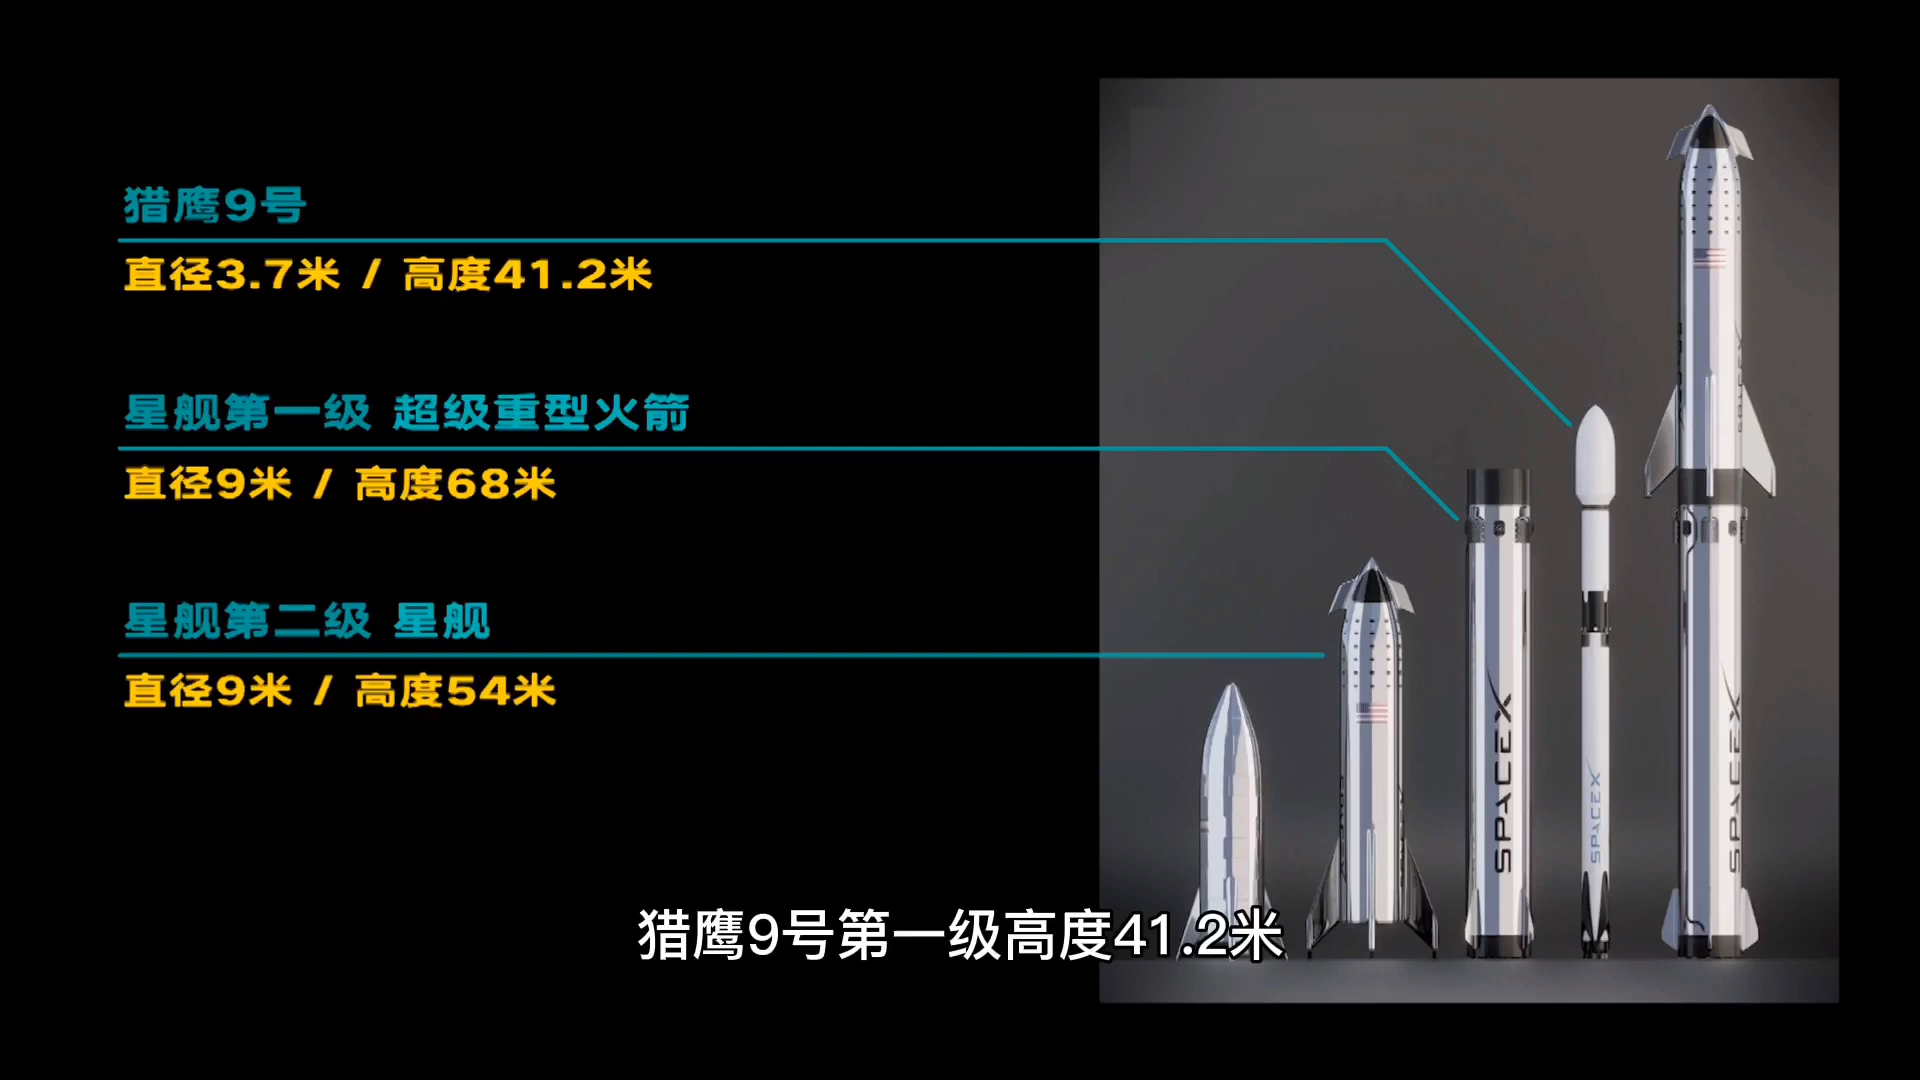 猎鹰9号
直径3.7米 / 高度41.2米
星舰第一级 超级重型火箭
直径9米 / 高度68米
星舰第二级 星舰
直径9米 / 高度54米
SPACEX
SPACEX
SPACEX
猎鹰9号第一级高度41.2米